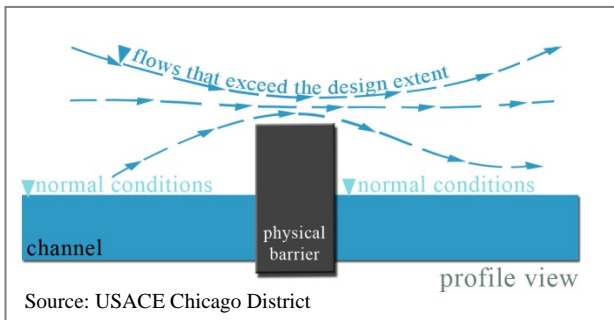 flows that exceed the design extent
normal conditions
normal conditions
channel
physical
barrier
profile view
Source: USACE Chicago District